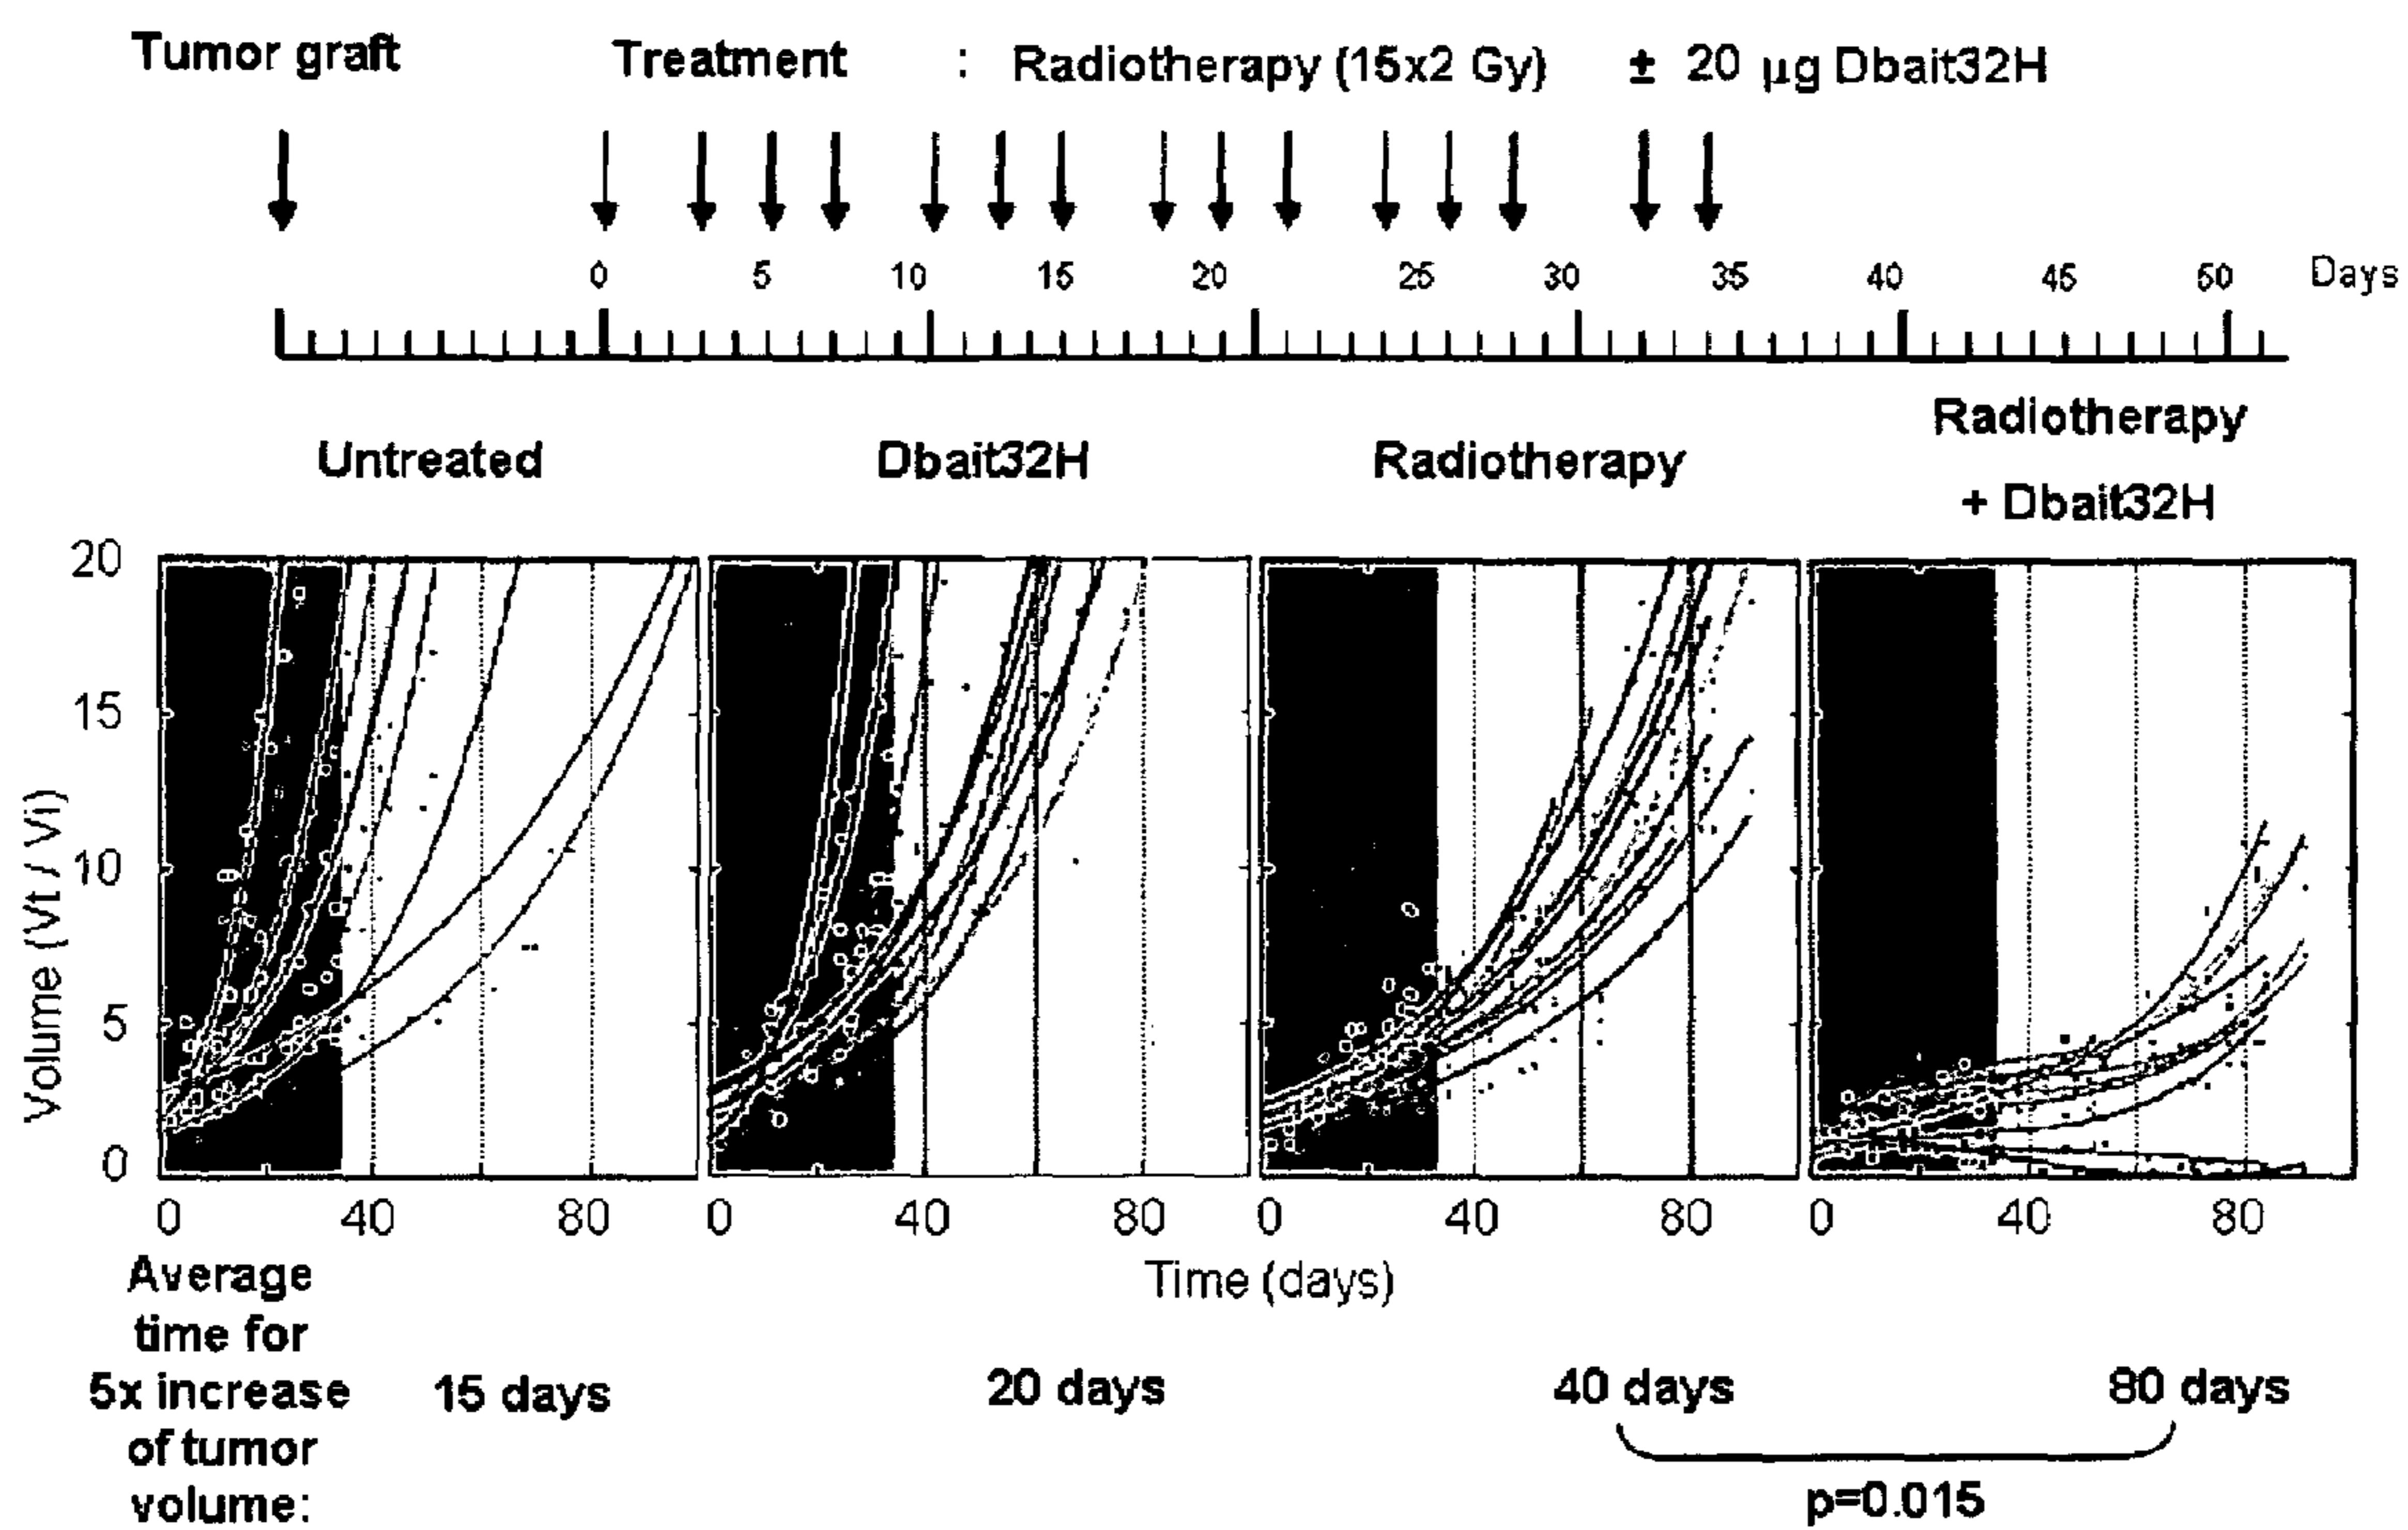 Tumor graft Treatment : Radiotherapy (15x2 Gy) ± 20 µg Dbait32H
0 5 10 15 20 25 30 35 40 45 50 Days
Untreated Dbait32H Radiotherapy Radiotherapy
+ Dbait32H
Volume (Vt / Vi)
20
15
10
5
0
0 40 80 0 40 80 0 40 80 0 40 80
Time (days)
Average
time for
5x increase 15 days 20 days 40 days 80 days
of tumor
volume:
p=0.015